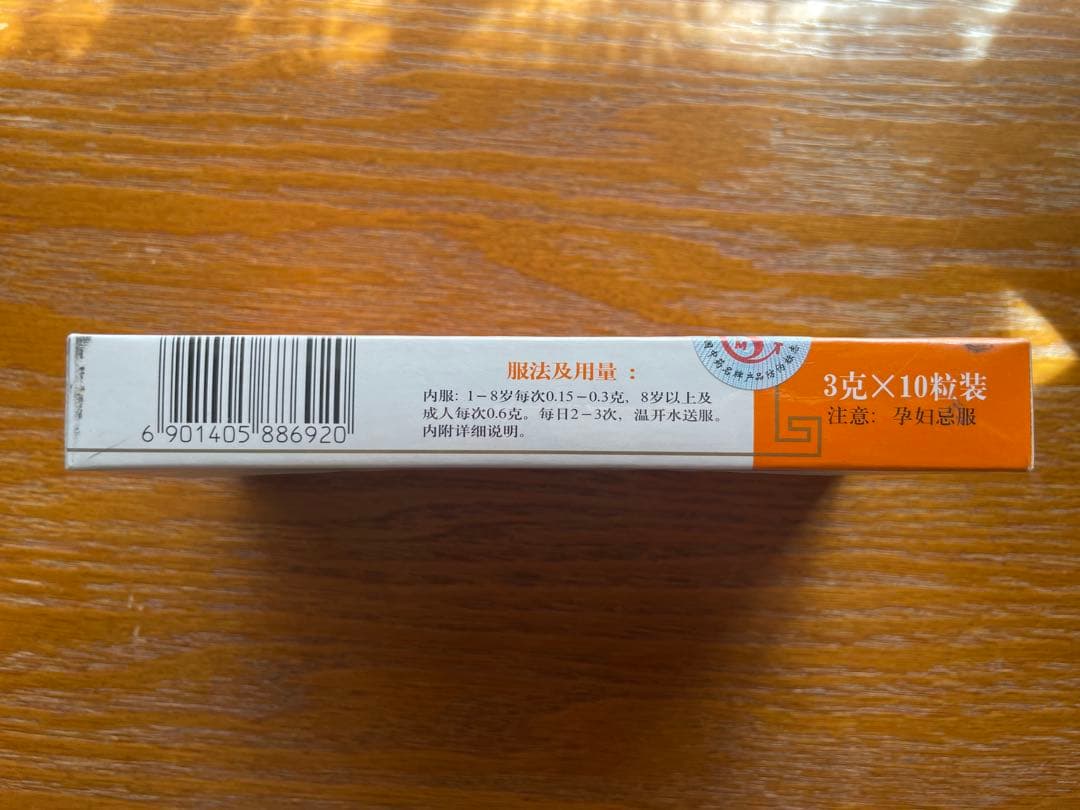 服法及用量：
内服: 1－8岁每次0.15－0.3克, 8岁以上及
成人每次0.6克。每日2－3次, 温开水送服。
内附详细说明。
6 901405 886920
M T
3克×10粒装
注意: 孕妇忌服